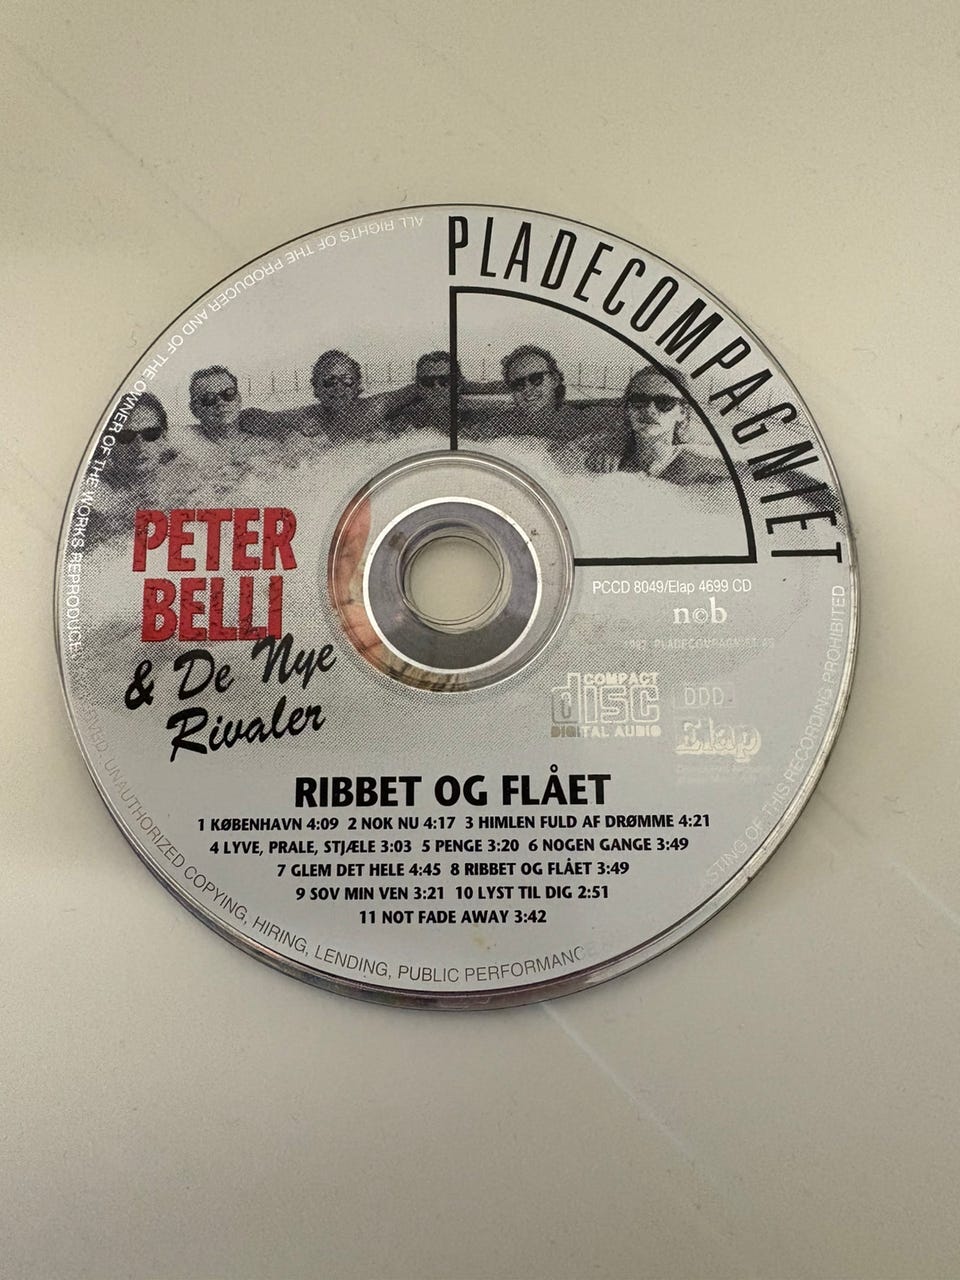 PLADECOMPAGNIET
ALL RIGHTS OF THE PRODUCER AND OF THE OWNER OF THE WORKS REPRODUCED
UNAUTHORIZED COPYING, HIRING, LENDING, PUBLIC PERFORMANCE
OF THIS RECORDING PROHIBITED
PETER
BELLI
& De Nye
Rivaler
PCCD 8049/Elap 4699 CD
n©b
PLADECOMPAGNIET
COMPACT
disc
DIGITAL AUDIO
DDD
Elap
RIBBET OG FLÅET
1 KØBENHAVN 4:09 2 NOK NU 4:17 3 HIMLEN FULD AF DRØMME 4:21
4 LYVE, PRALE, STJÆLE 3:03 5 PENGE 3:20 6 NOGEN GANGE 3:49
7 GLEM DET HELE 4:45 8 RIBBET OG FLÅET 3:49
9 SOV MIN VEN 3:21 10 LYST TIL DIG 2:51
11 NOT FADE AWAY 3:42